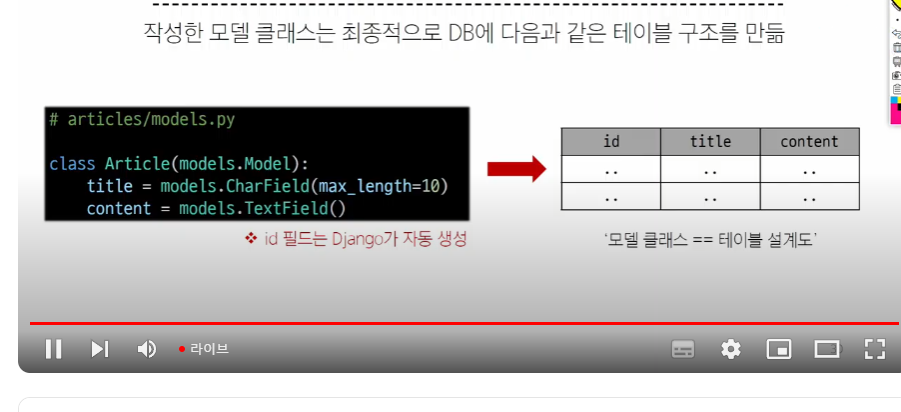 작성한 모델 클래스는 최종적으로 DB에 다음과 같은 테이블 구조를 만듦
# articles/models.py
class Article(models.Model):
    title = models.CharField(max_length=10)
    content = models.TextField()
❖ id 필드는 Django가 자동 생성
id title content
.. .. ..
.. .. ..
'모델 클래스 == 테이블 설계도'
라이브